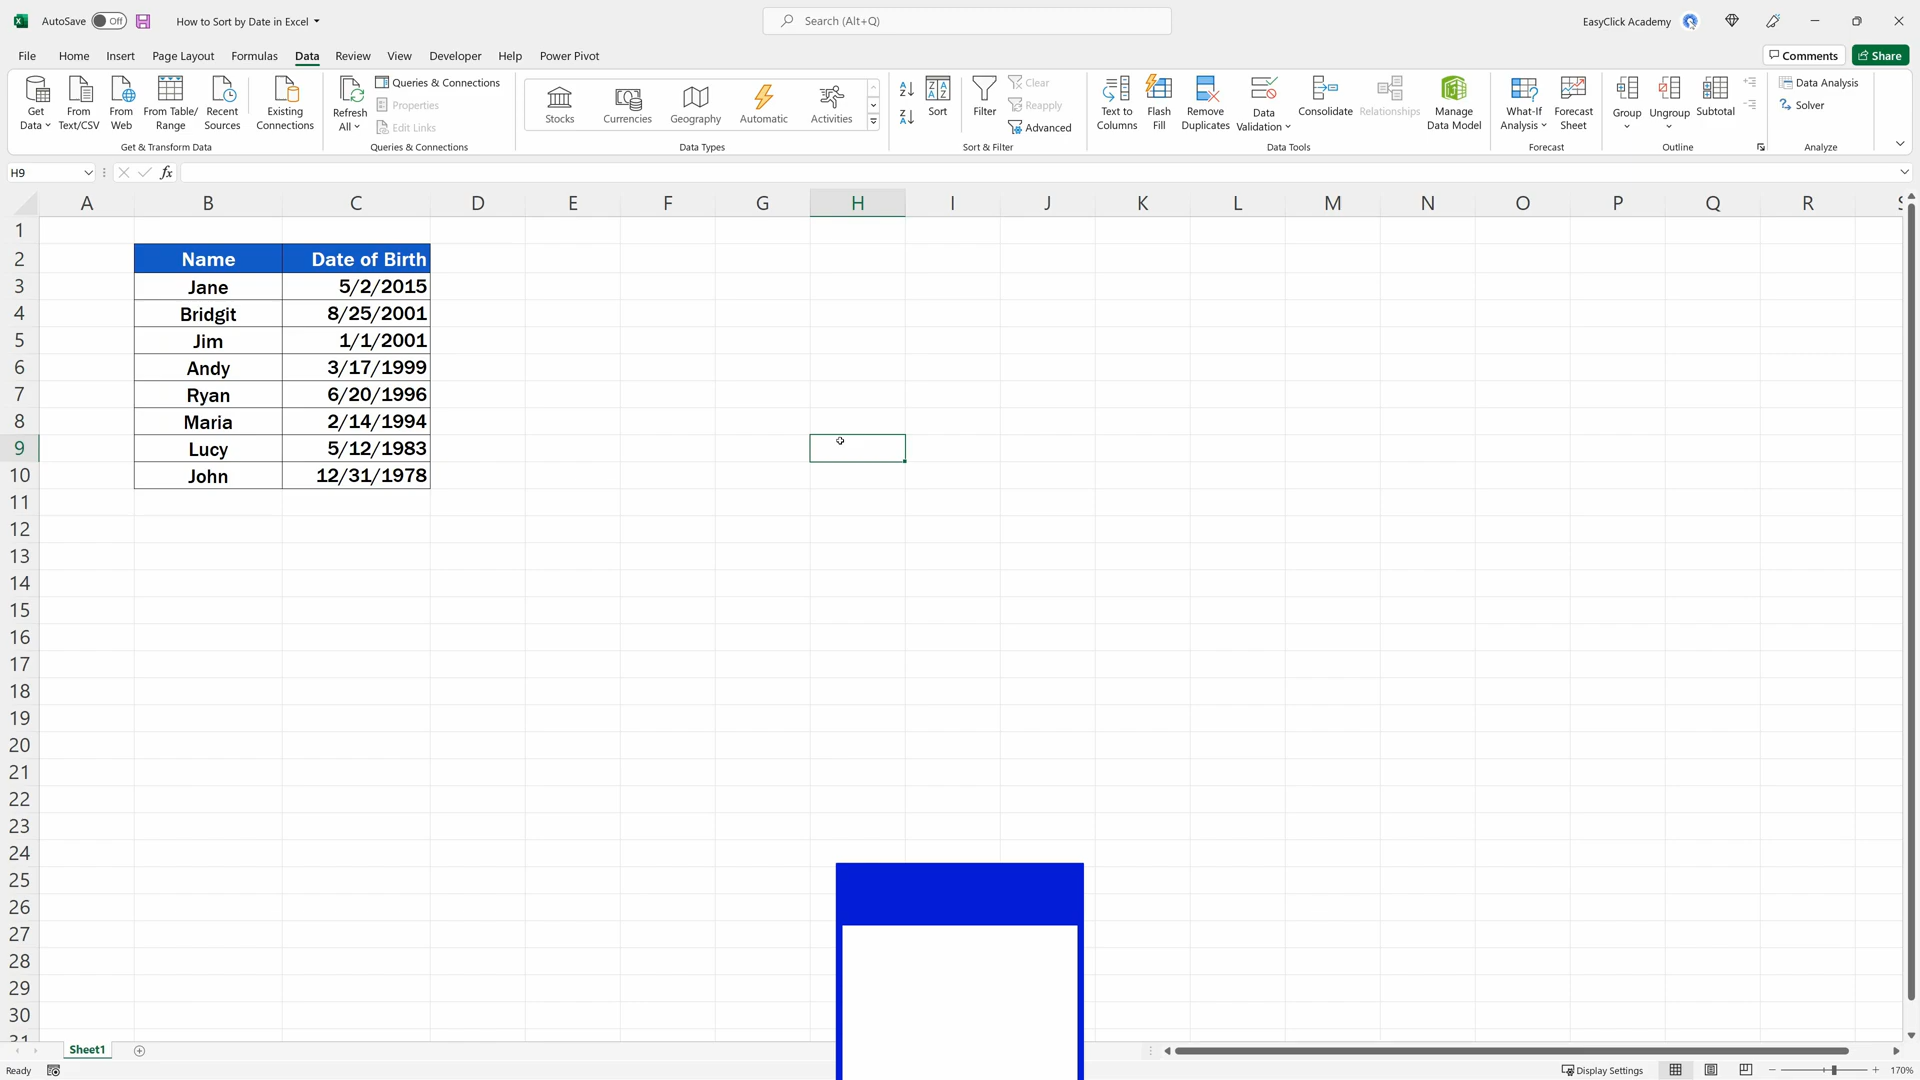 AutoSave Off How to Sort by Date in Excel Search (Alt+Q) EasyClick Academy
File Home Insert Page Layout Formulas Data Review View Developer Help Power Pivot Comments Share
Get Data
From Text/CSV
From Web
From Table/ Range
Recent Sources
Existing Connections
Get & Transform Data
Refresh All
Queries & Connections
Properties
Edit Links
Queries & Connections
Stocks Currencies Geography Automatic Activities
Data Types
Sort
Filter
Clear
Reapply
Advanced
Sort & Filter
Text to Columns
Flash Fill
Remove Duplicates
Data Validation
Consolidate
Relationships
Manage Data Model
Data Tools
What-If Analysis
Forecast Sheet
Forecast
Group
Ungroup
Subtotal
Outline
Data Analysis
Solver
Analyze
H9 fx
A B C D E F G H I J K L M N O P Q R S
1
2 Name Date of Birth
3 Jane 5/2/2015
4 Bridgit 8/25/2001
5 Jim 1/1/2001
6 Andy 3/17/1999
7 Ryan 6/20/1996
8 Maria 2/14/1994
9 Lucy 5/12/1983
10 John 12/31/1978
11
12
13
14
15
16
17
18
19
20
21
22
23
24
25
26
27
28
29
30
31
Sheet1
Ready Display Settings 170%